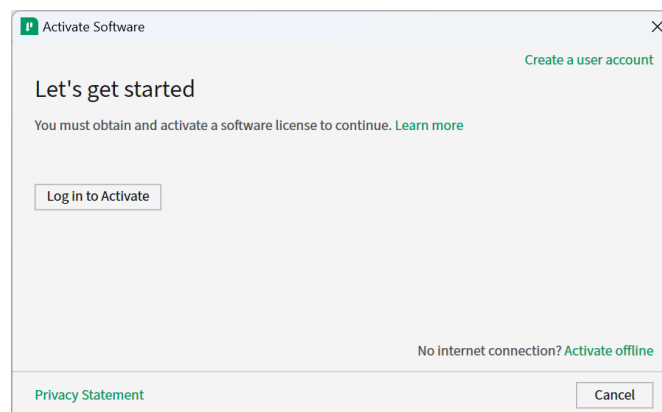 Activate Software
Create a user account
Let's get started
You must obtain and activate a software license to continue. Learn more
Log in to Activate
No internet connection? Activate offline
Privacy Statement
Cancel